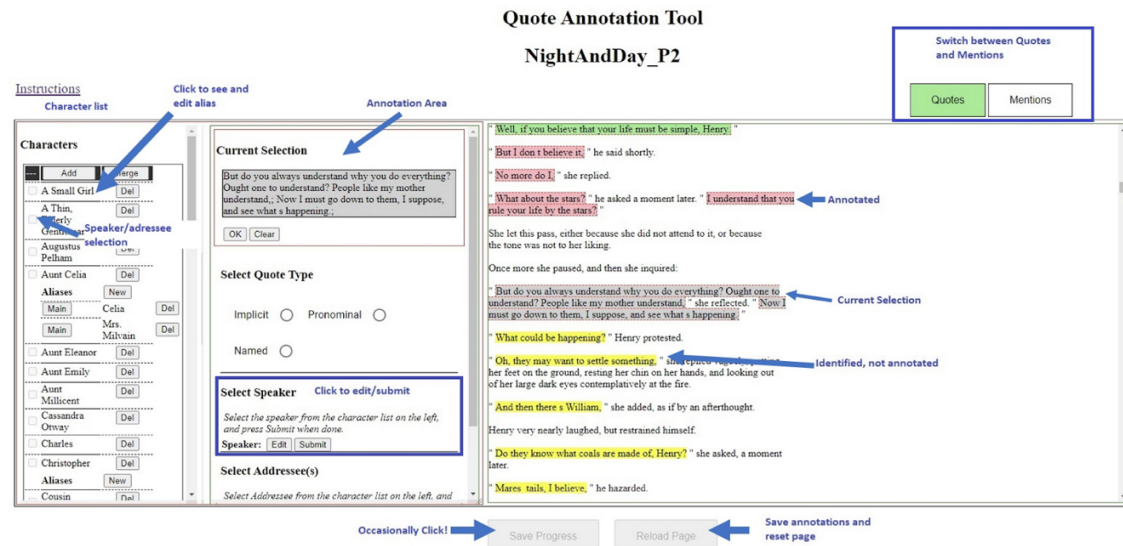 Quote Annotation Tool
NightAndDay_P2
Switch between Quotes
and Mentions
Quotes
Mentions
Instructions
Character list
Click to see and
edit alias
Annotation Area
Characters
Add
A Small Girl
Del
A Thin,
Del
Speaker/adressee
selection
Augustus
Pelham
Del
Aunt Celia
Del
Aliases
New
Main
Celia
Del
Main
Mrs.
Milvain
Del
Aunt Eleanor
Del
Aunt Emily
Del
Aunt
Millicent
Del
Cassandra
Otway
Del
Charles
Del
Christopher
Del
Aliases
New
Cousin
Del
Current Selection
But do you always understand why you do everything?
Ought one to understand? People like my mother
understand,; Now I must go down to them, I suppose,
and see what s happening.;
OK
Clear
Select Quote Type
Implicit
Pronominal
Named
Select Speaker
Click to edit/submit
Select the speaker from the character list on the left,
and press Submit when done.
Speaker:
Edit
Submit
Select Addressee(s)
Select Addressee from the character list on the left, and
" Well, if you believe that your life must be simple, Henry. "
" But I don t believe it, " he said shortly.
" No more do I, " she replied.
" What about the stars? " he asked a moment later. " I understand that you
rule your life by the stars? "
Annotated
She let this pass, either because she did not attend to it, or because
the tone was not to her liking.
Once more she paused, and then she inquired:
" But do you always understand why you do everything? Ought one to
understand? People like my mother understand, " she reflected. " Now I
must go down to them, I suppose, and see what s happening. "
Current Selection
" What could be happening? " Henry protested.
" Oh, they may want to settle something, "
her feet on the ground, resting her chin on her hands, and looking out
of her large dark eyes contemplatively at the fire.
Identified, not annotated
" And then there s William, " she added, as if by an afterthought.
Henry very nearly laughed, but restrained himself.
" Do they know what coals are made of, Henry? " she asked, a moment
later.
" Mares tails, I believe, " he hazarded.
Occasionally Click!
Save Progress
Reload Page
Save annotations and
reset page